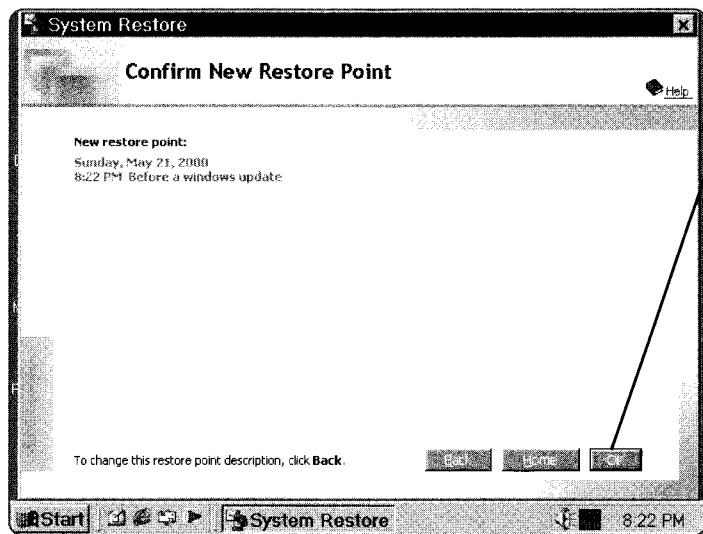 System Restore
Confirm New Restore Point
Help
New restore point:
Sunday, May 21, 2000
8:22 PM Before a windows update
To change this restore point description, click Back.
Back Home OK
Start System Restore 8:22 PM